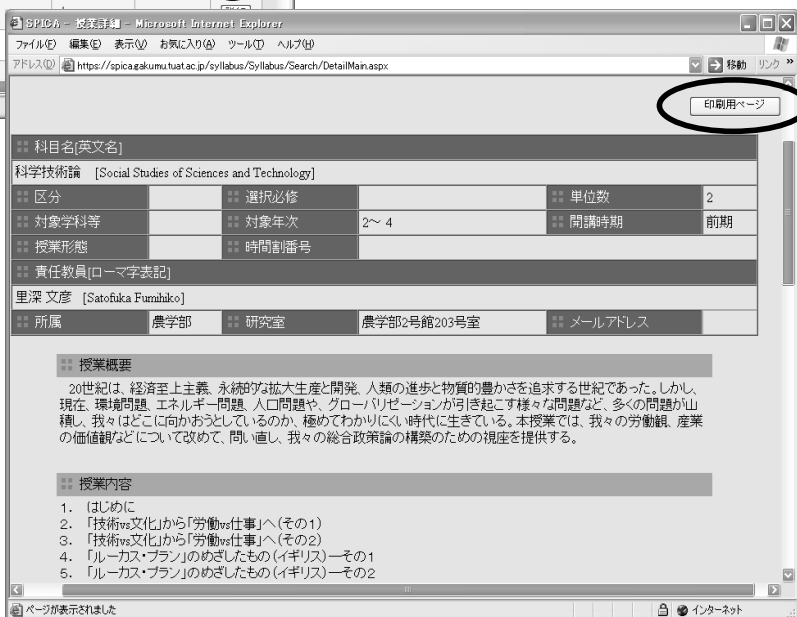 SPICA - 授業詳細 - Microsoft Internet Explorer
ファイル(F) 編集(E) 表示(V) お気に入り(A) ツール(T) ヘルプ(H)
アドレス(D) https://spica.gakumu.tuat.ac.jp/syllabus/Syllabus/Search/DetailMain.aspx 移動 リンク »
印刷用ページ
科目名[英文名]
科学技術論 [Social Studies of Sciences and Technology]
区分 選択必修 単位数 2
対象学科等 対象年次 2～ 4 開講時期 前期
授業形態 時間割番号
責任教員[ローマ字表記]
里深 文彦 [Satofuka Fumihiko]
所属 農学部 研究室 農学部2号館203号室 メールアドレス
授業概要
20世紀は、経済至上主義、永続的な拡大生産と開発、人類の進歩と物質的豊かさを追求する世紀であった。しかし、
現在、環境問題、エネルギー問題、人口問題や、グローバリゼーションが引き起こす様々な問題など、多くの問題が山
積し、我々はどこに向かおうとしているのか、極めてわかりにくい時代に生きている。本授業では、我々の労働観、産業
の価値観などについて改めて、問い直し、我々の総合政策論の構築のための視座を提供する。
授業内容
1. はじめに
2. 「技術vs文化」から「労働vs仕事」へ（その1）
3. 「技術vs文化」から「労働vs仕事」へ（その2）
4. 「ルーカス・プラン」のめざしたもの（イギリス）―その1
5. 「ルーカス・プラン」のめざしたもの（イギリス）―その2
ページが表示されました インターネット